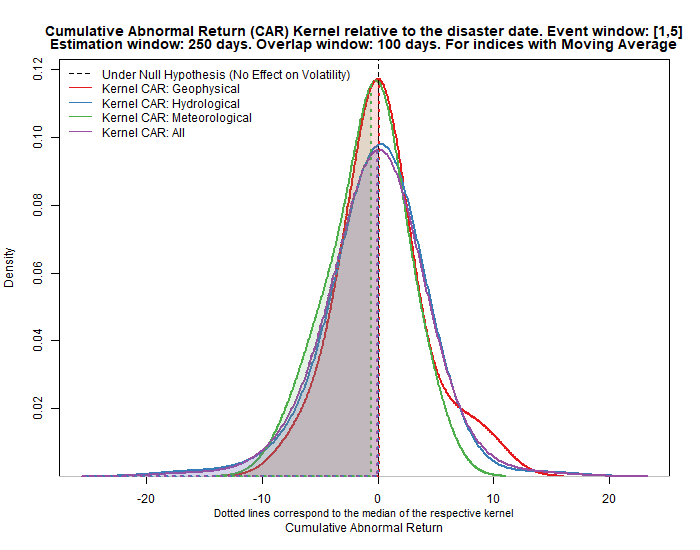 Cumulative Abnormal Return (CAR) Kernel relative to the disaster date. Event window: [1,5]
Estimation window: 250 days. Overlap window: 100 days. For indices with Moving Average
Under Null Hypothesis (No Effect on Volatility)
Kernel CAR: Geophysical
Kernel CAR: Hydrological
Kernel CAR: Meteorological
Kernel CAR: All
Density
0.12
0.10
0.08
0.06
0.04
0.02
-20 -10 0 10 20
Dotted lines correspond to the median of the respective kernel
Cumulative Abnormal Return